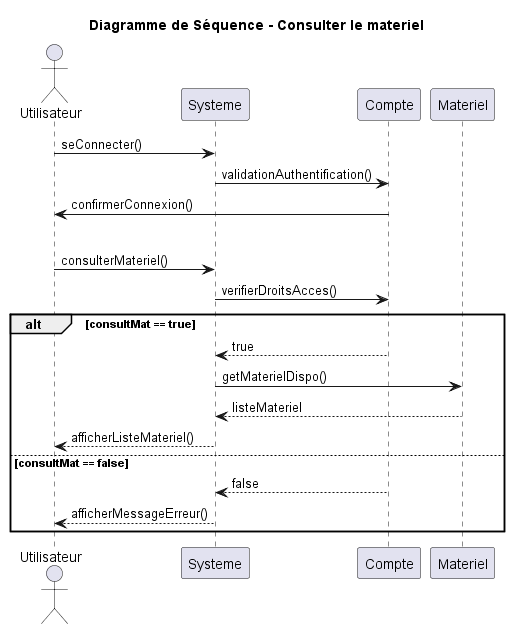 Diagramme de Séquence - Consulter le materiel
Utilisateur
Systeme
Compte
Materiel
seConnecter()
validationAuthentification()
confirmerConnexion()
consulterMateriel()
verifierDroitsAcces()
alt [consultMat == true]
true
getMaterielDispo()
listeMateriel
afficherListeMateriel()
[consultMat == false]
false
afficherMessageErreur()
Utilisateur
Systeme
Compte
Materiel